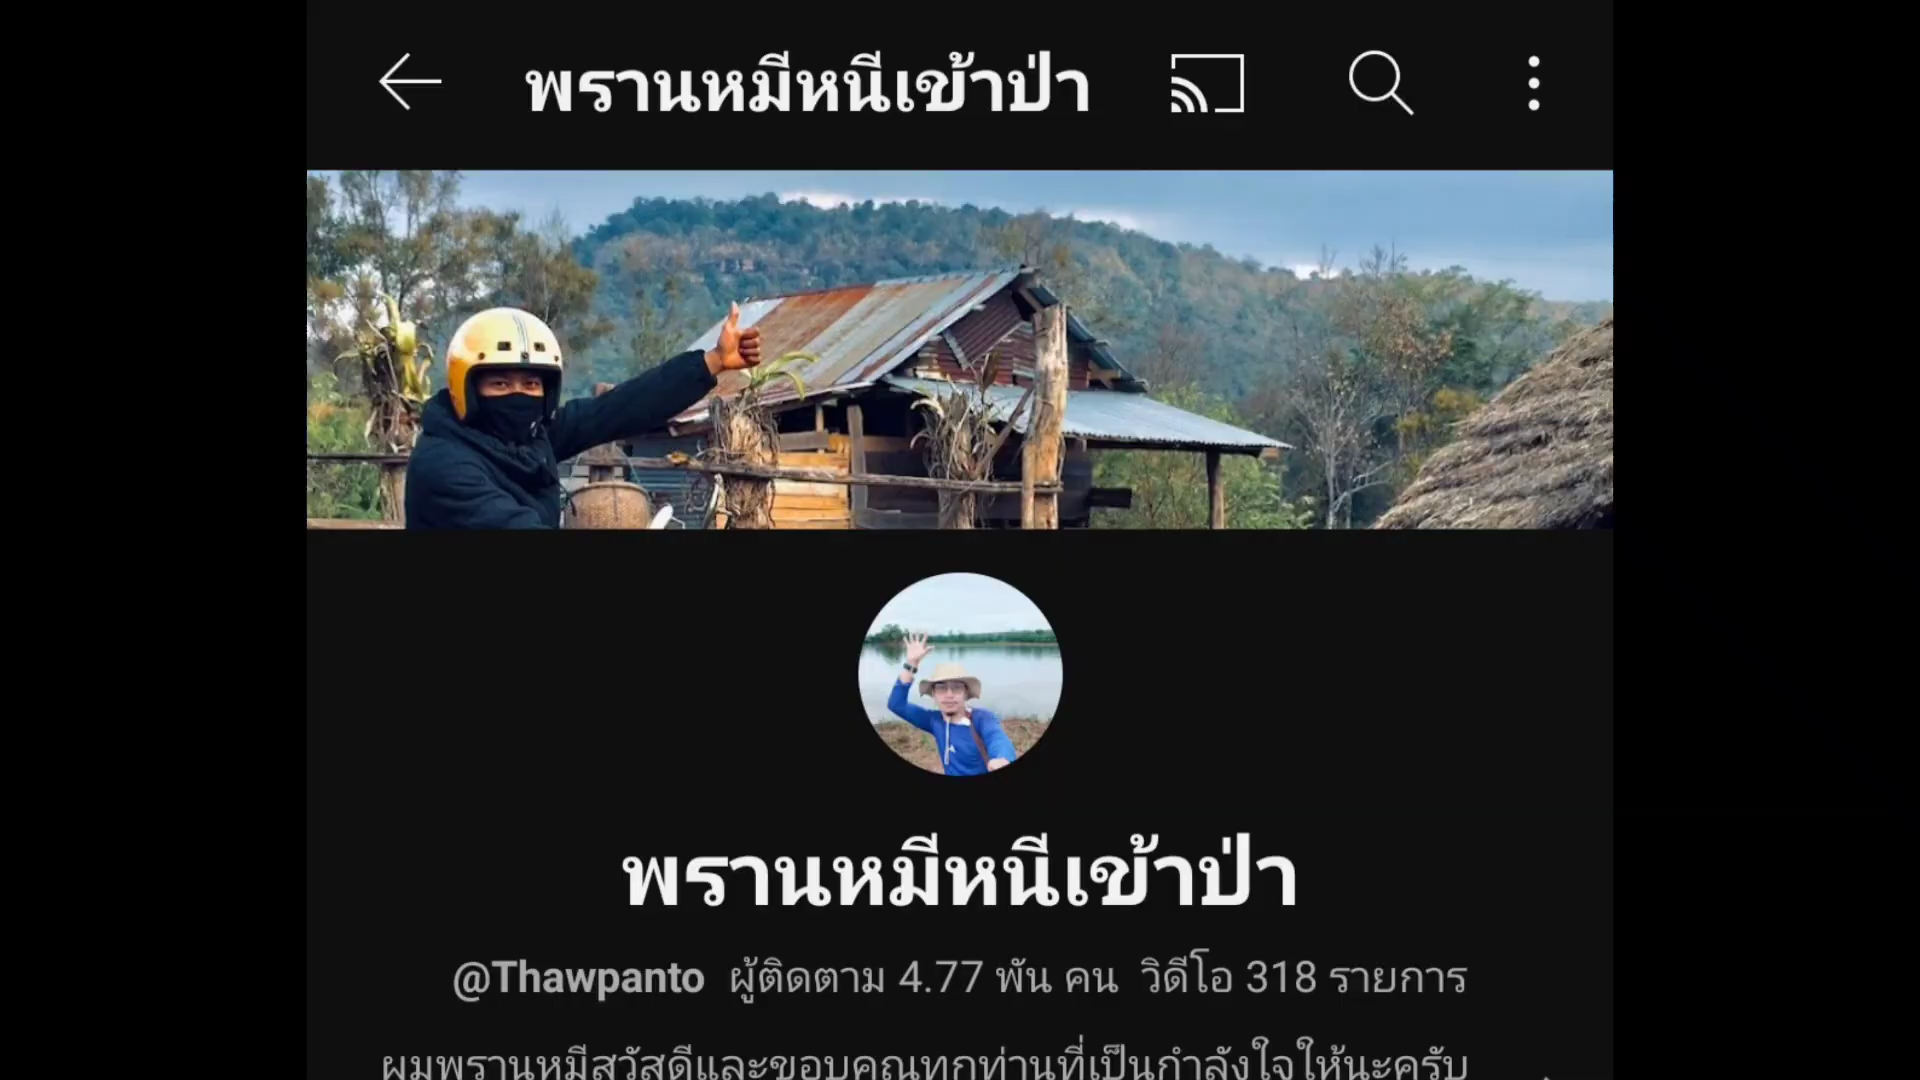 พรานหมีหนีเข้าป่า
พรานหมีหนีเข้าป่า
@Thawpanto ผู้ติดตาม 4.77 พัน คน วิดีโอ 318 รายการ
ผมพรานหมีสวัสดีและขอบคุณทุกท่านที่เป็นกำลังใจให้นะครับ